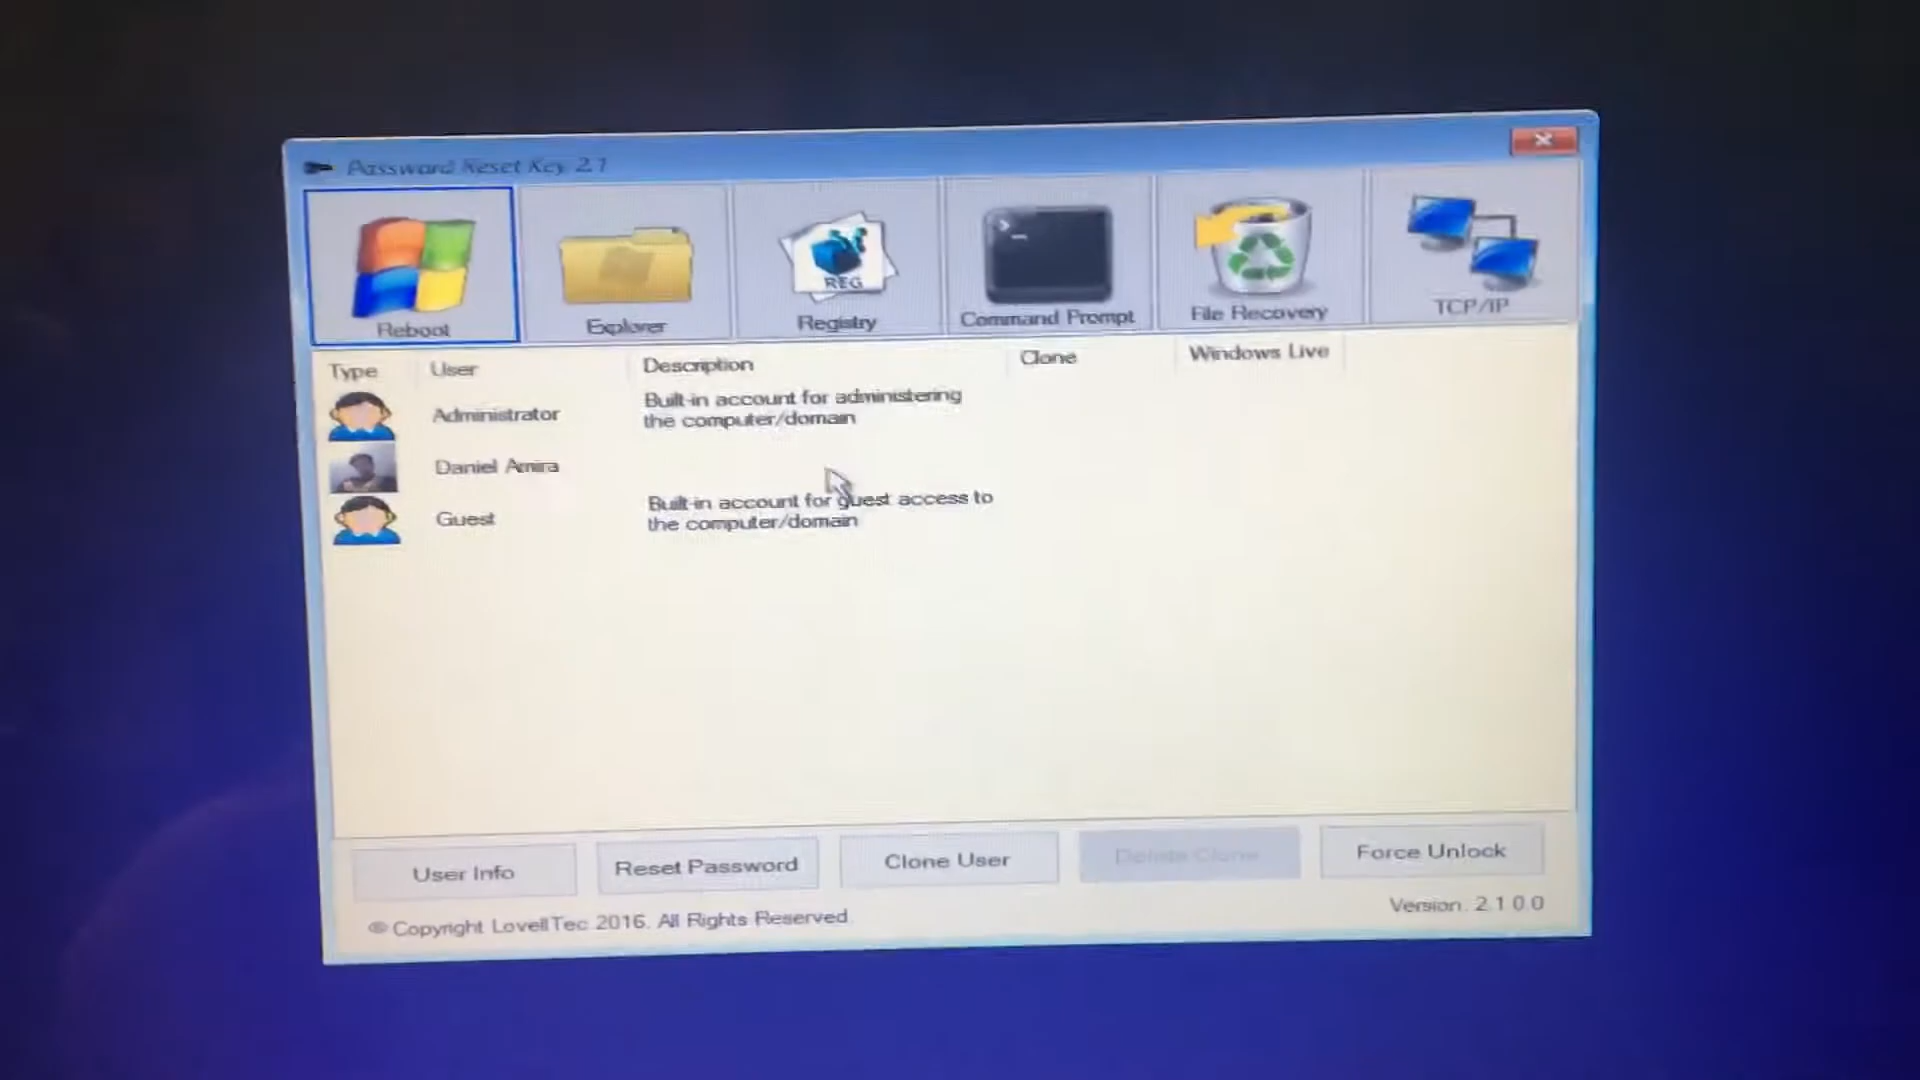 Password Reset Key 2.1
Reboot
Explorer
REG
Registry
Command Prompt
File Recovery
TCP/IP
Type User Description Clone Windows Live
Administrator
Built-in account for administering
the computer/domain
Daniel Amira
Guest
Built-in account for guest access to
the computer/domain
User Info
Reset Password
Clone User
Delete Clone
Force Unlock
© Copyright LovellTec 2016. All Rights Reserved
Version. 2.1.0.0